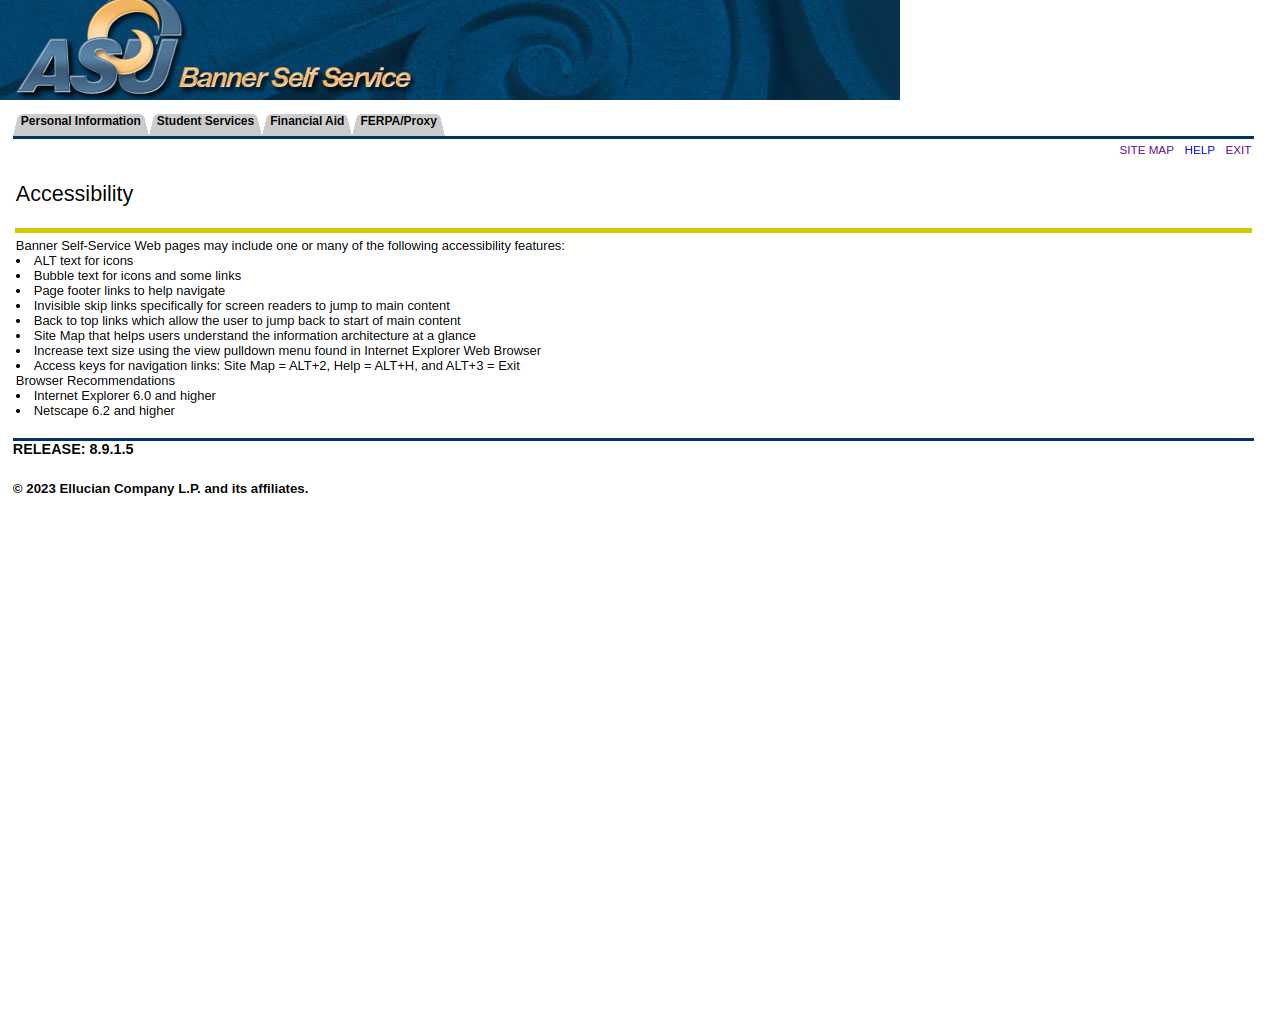 ASU Banner Self Service
Personal Information Student Services Financial Aid FERPA/Proxy
SITE MAP HELP EXIT
Accessibility
Banner Self-Service Web pages may include one or many of the following accessibility features:
• ALT text for icons
• Bubble text for icons and some links
• Page footer links to help navigate
• Invisible skip links specifically for screen readers to jump to main content
• Back to top links which allow the user to jump back to start of main content
• Site Map that helps users understand the information architecture at a glance
• Increase text size using the view pulldown menu found in Internet Explorer Web Browser
• Access keys for navigation links: Site Map = ALT+2, Help = ALT+H, and ALT+3 = Exit
Browser Recommendations
• Internet Explorer 6.0 and higher
• Netscape 6.2 and higher
RELEASE: 8.9.1.5
© 2023 Ellucian Company L.P. and its affiliates.